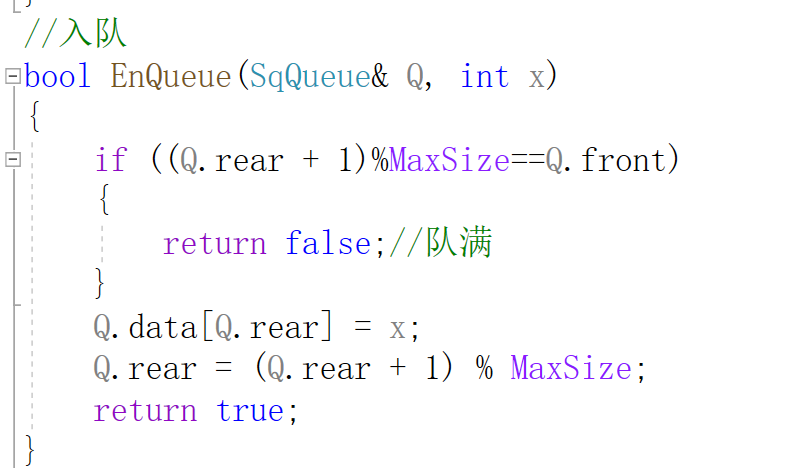 }
//入队
bool EnQueue(SqQueue& Q, int x)
{
if ((Q.rear + 1)%MaxSize==Q.front)
{
return false;//队满
}
Q.data[Q.rear] = x;
Q.rear = (Q.rear + 1) % MaxSize;
return true;
}